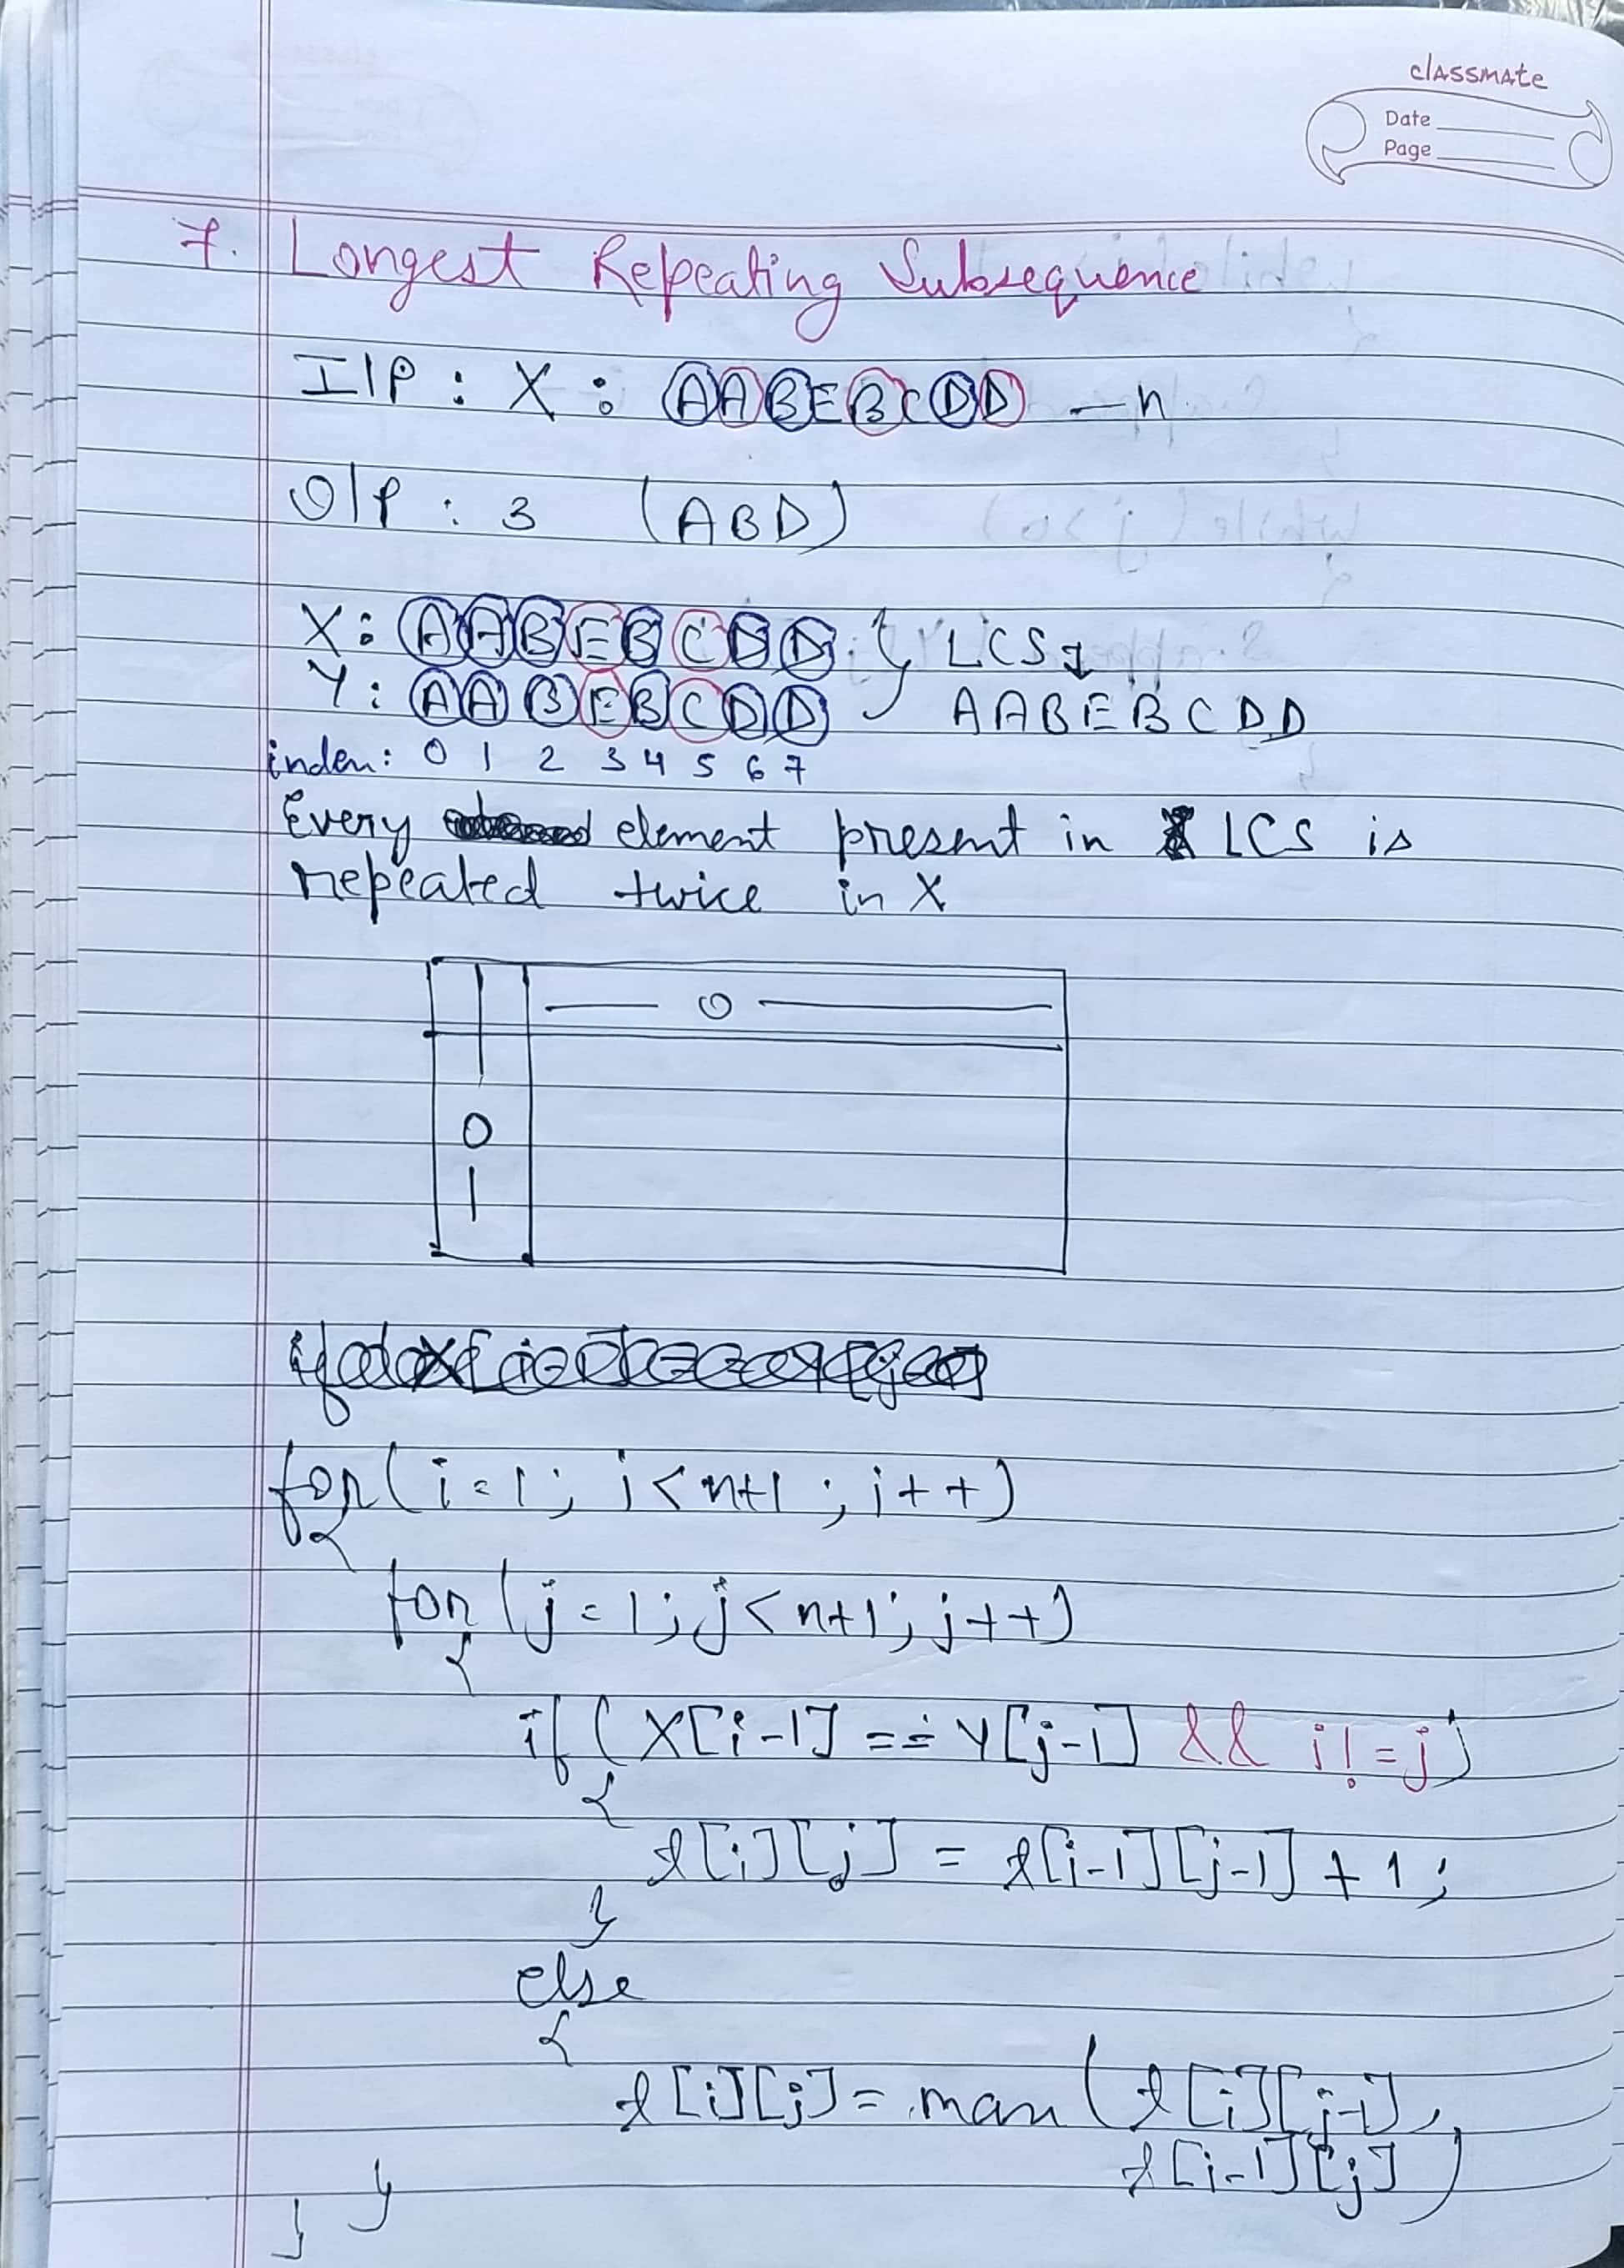 classmate
Date
Page
7. Longest Repeating Subsequence
I/P : X : AABEBCDD — n
O/P : 3 (ABD)
X: AABEBCDD } LCS ↓
Y: AABEBCDD AABEBCDD
index: 0 1 2 3 4 5 6 7
Every element present in LCS is
repeated twice in X
0
0
for(i=1; i<n+1; i++)
{
for(j=1; j<n+1; j++)
{
if(X[i-1] == Y[j-1] && i!=j)
{
t[i][j] = t[i-1][j-1] + 1;
}
else
{
t[i][j] = max(t[i][j-1],
t[i-1][j])
}
}